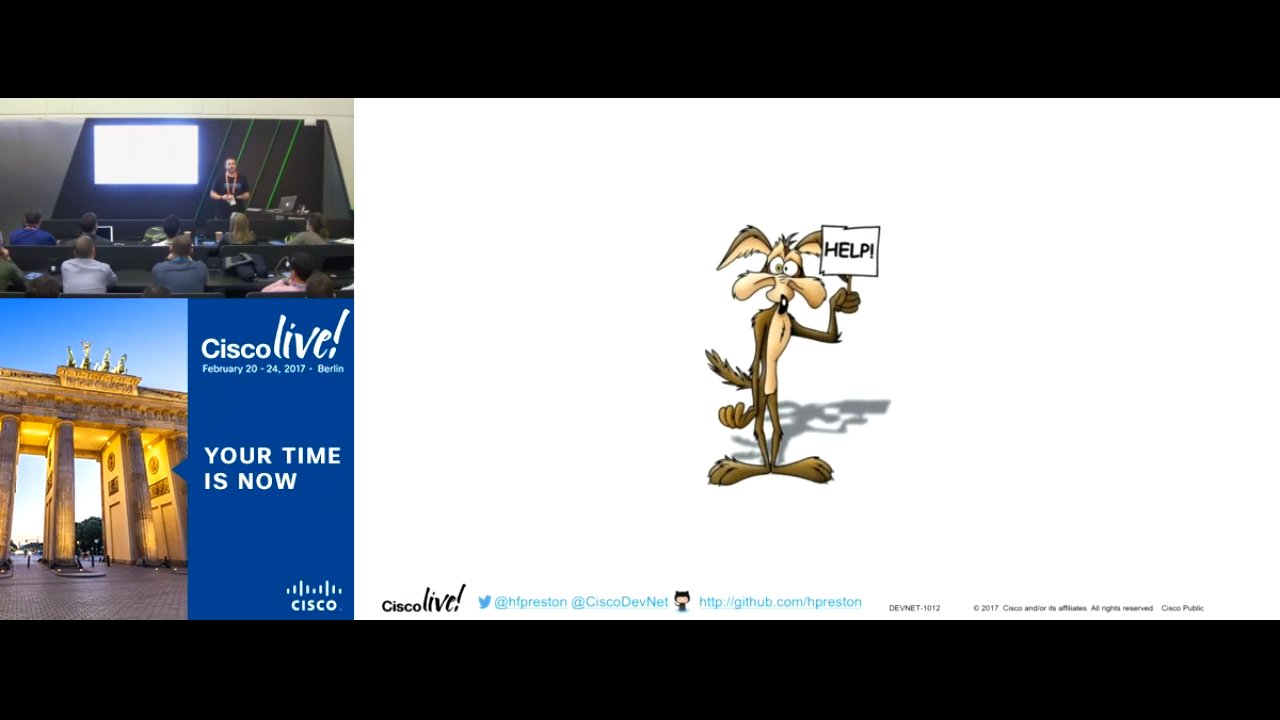 Cisco live!
February 20 - 24, 2017 • Berlin
YOUR TIME
IS NOW
CISCO
HELP!
Cisco live!
@hfpreston @CiscoDevNet
http://github.com/hpreston
DEVNET-1012
© 2017 Cisco and/or its affiliates. All rights reserved. Cisco Public